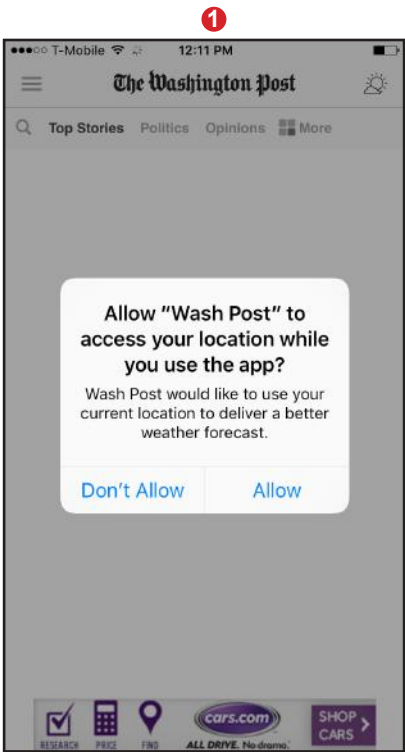 1
T-Mobile 12:11 PM
The Washington Post
Top Stories Politics Opinions More
Allow "Wash Post" to
access your location while
you use the app?
Wash Post would like to use your
current location to deliver a better
weather forecast.
Don't Allow Allow
RESEARCH PRICE FIND cars.com ALL DRIVE. No drama. SHOP CARS